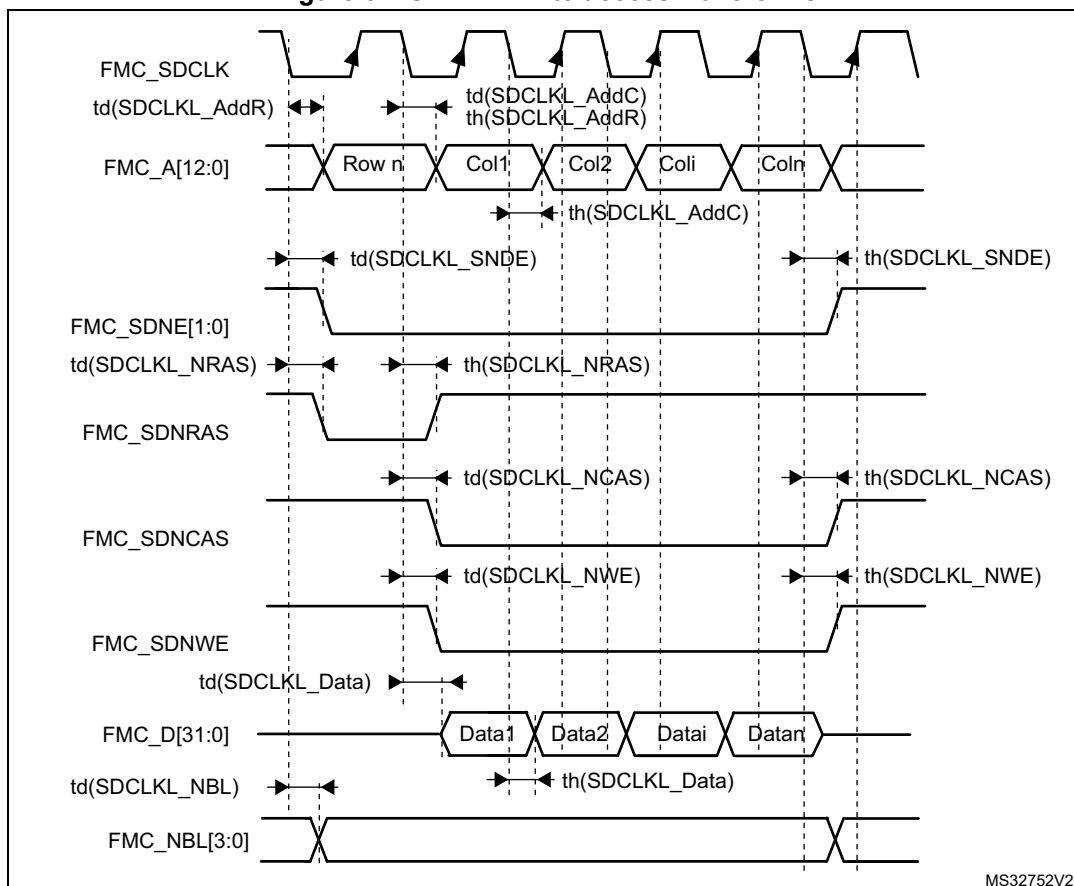 FMC_SDCLK
td(SDCLKL_AddR)
td(SDCLKL_AddC)
th(SDCLKL_AddR)
FMC_A[12:0]
Row n
Col1
Col2
Coli
Coln
th(SDCLKL_AddC)
td(SDCLKL_SNDE)
th(SDCLKL_SNDE)
FMC_SDNE[1:0]
td(SDCLKL_NRAS)
th(SDCLKL_NRAS)
FMC_SDNRAS
td(SDCLKL_NCAS)
th(SDCLKL_NCAS)
FMC_SDNCAS
td(SDCLKL_NWE)
th(SDCLKL_NWE)
FMC_SDNWE
td(SDCLKL_Data)
FMC_D[31:0]
Data1
Data2
Datai
Datan
th(SDCLKL_Data)
td(SDCLKL_NBL)
FMC_NBL[3:0]
MS32752V2